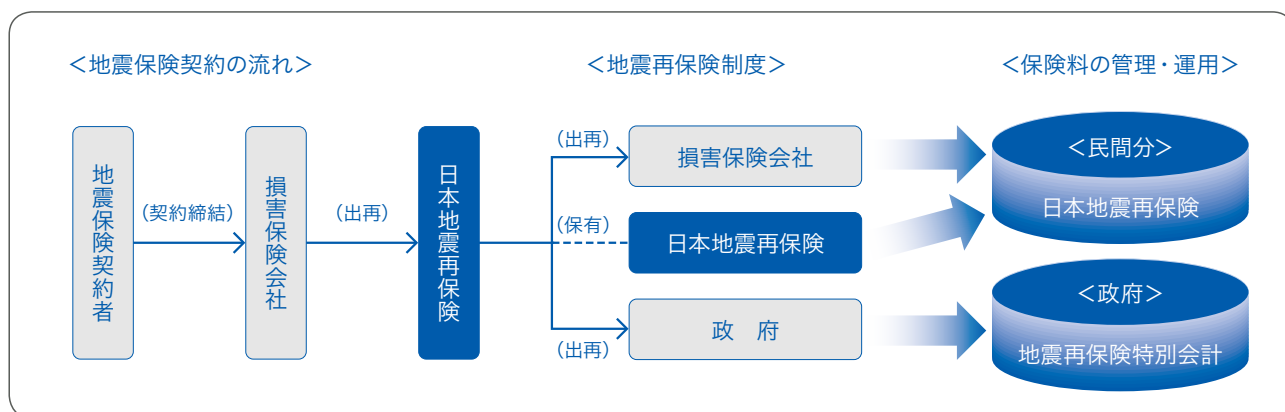 ＜地震保険契約の流れ＞
＜地震再保険制度＞
＜保険料の管理・運用＞
地震保険契約者
（契約締結）
損害保険会社
（出再）
日本地震再保険
（出再）
損害保険会社
（保有）
日本地震再保険
（出再）
政　府
＜民間分＞
日本地震再保険
＜政府＞
地震再保険特別会計